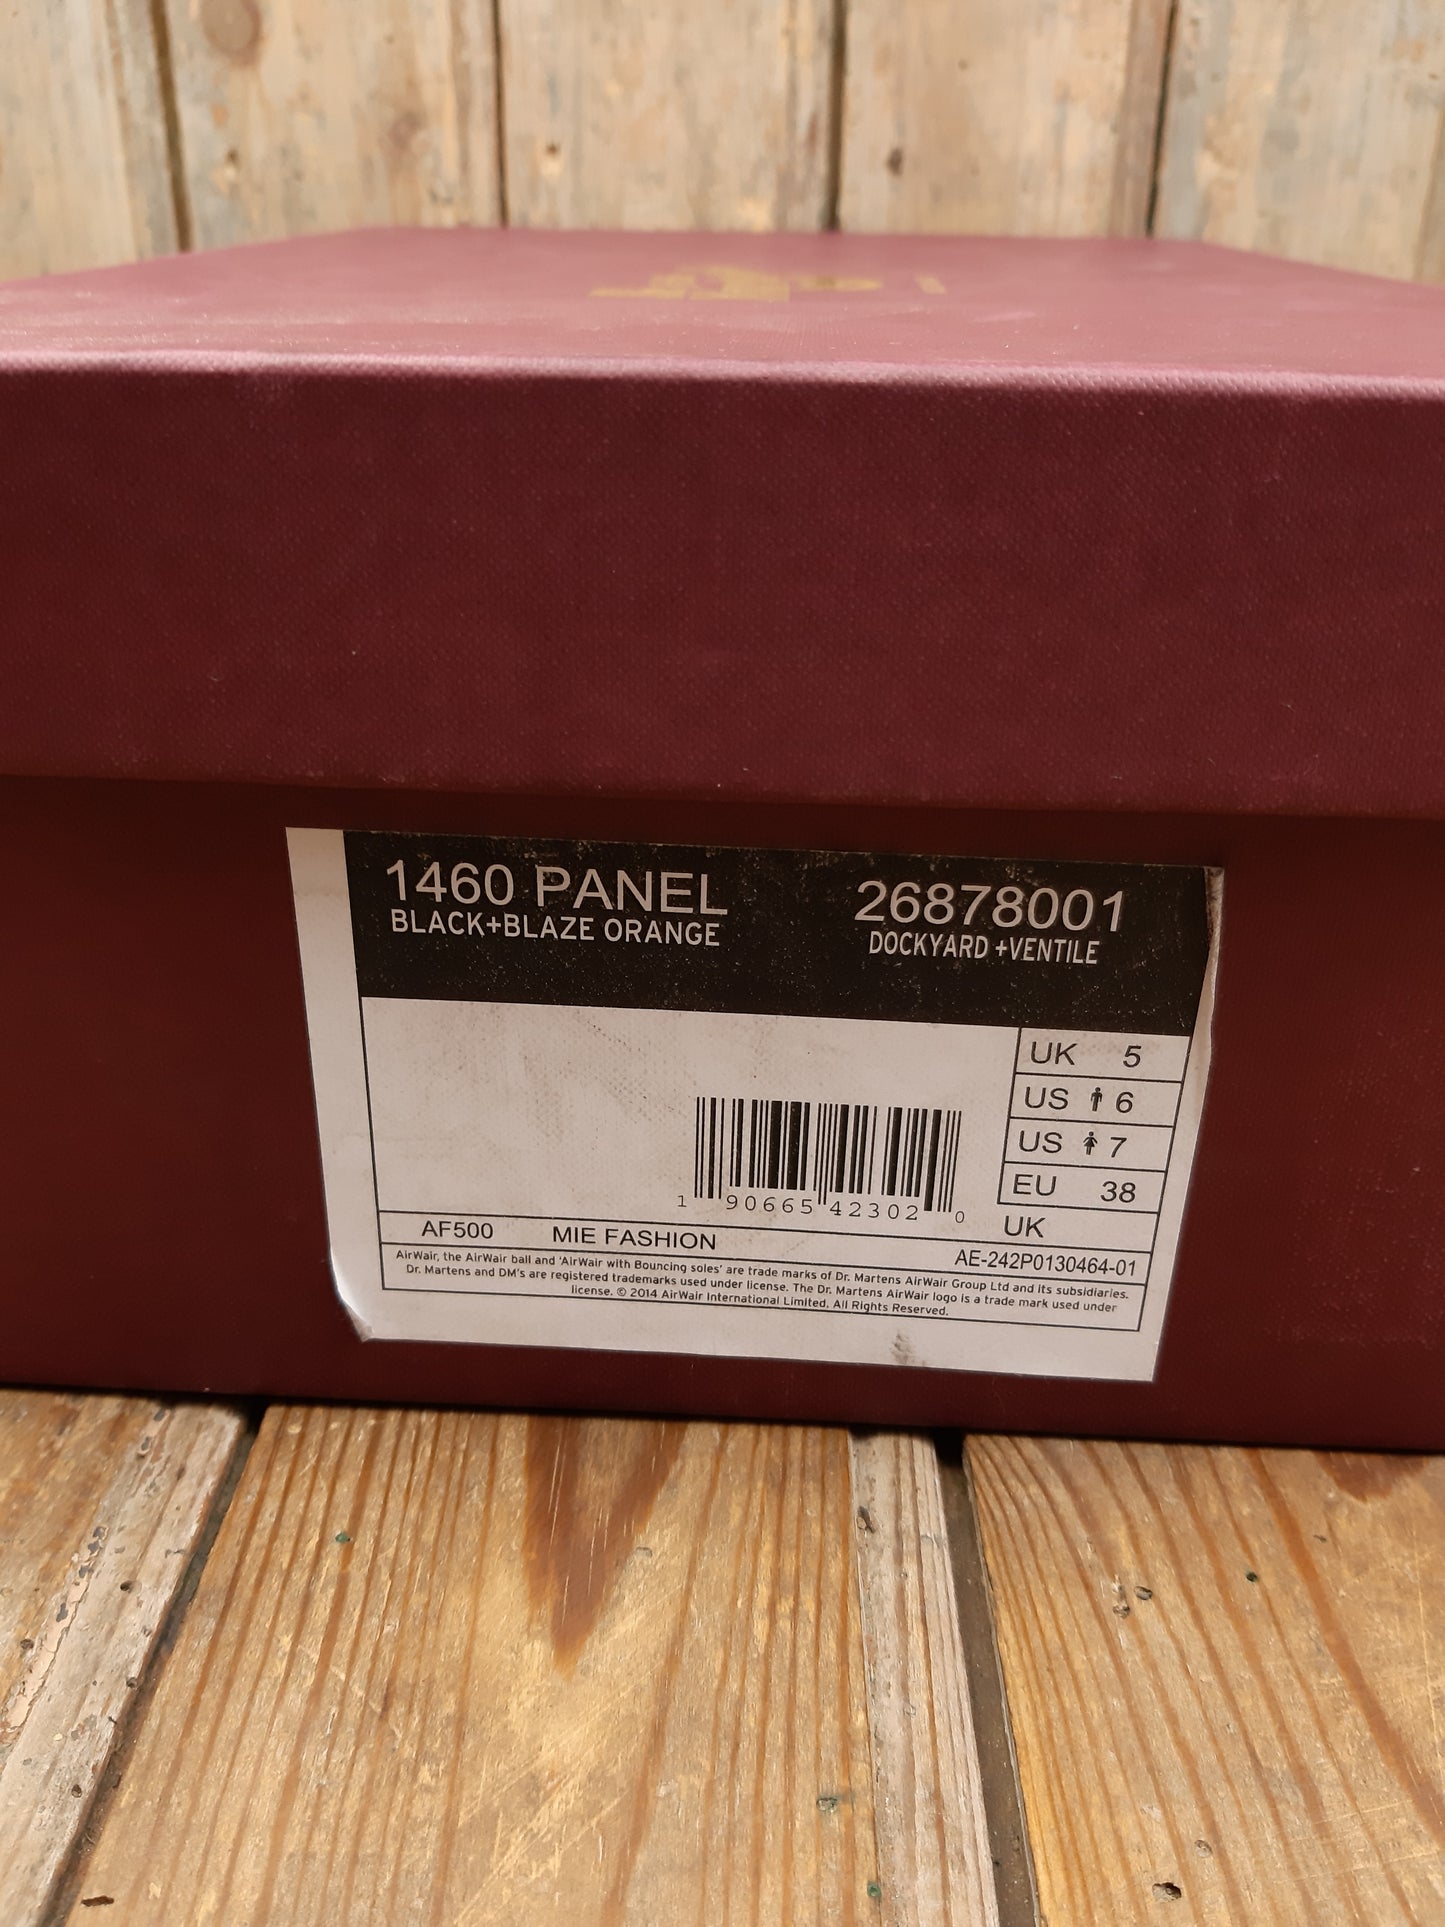 1460 PANEL
BLACK+BLAZE ORANGE
26878001
DOCKYARD +VENTILE
UK 5
US 6
US 7
EU 38
1 90665 42302 0
UK
AF500 MIE FASHION
AE-242P0130464-01
AirWair, the AirWair ball and 'AirWair with Bouncing soles' are trade marks of Dr. Martens AirWair Group Ltd and its subsidiaries.
Dr. Martens and DM's are registered trademarks used under license. The Dr. Martens AirWair logo is a trade mark used under
license. © 2014 AirWair International Limited, All Rights Reserved.